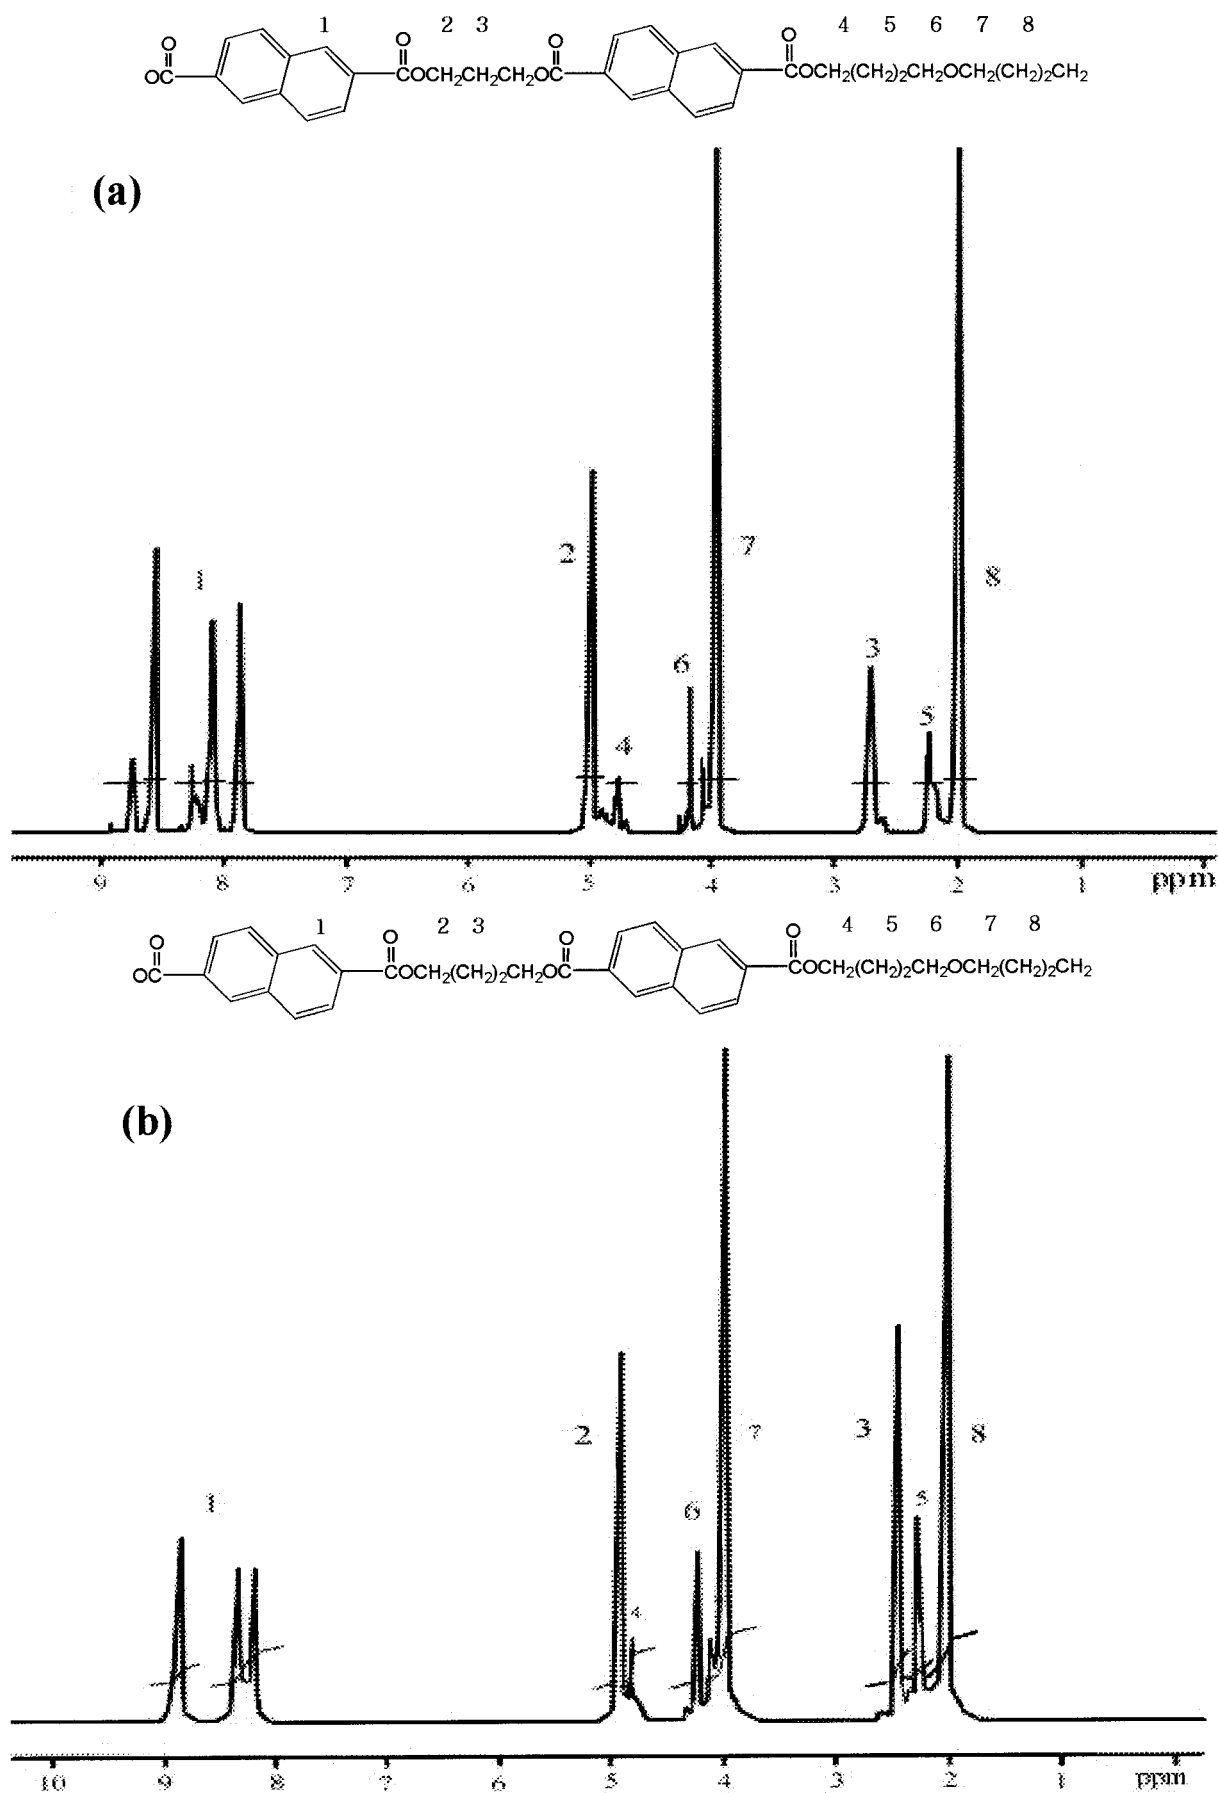 1 2 3 4 5 6 7 8
O O O O
OC COCH2CH2CH2OC COCH2(CH2)2CH2OCH2(CH2)2CH2
(a)
2 7
1 8
3
6
5
4
9 8 7 6 5 4 3 2 1 ppm
1 2 3 4 5 6 7 8
O O O O
OC COCH2(CH2)2CH2OC COCH2(CH2)2CH2OCH2(CH2)2CH2
(b)
2 7 3 8
1 6 5
4
10 9 8 7 6 5 4 3 2 1 ppm